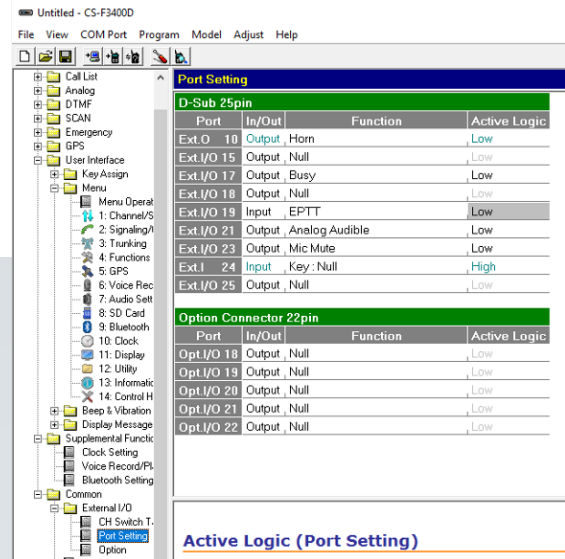 Untitled - CS-F3400D
File View COM Port Program Model Adjust Help
Call List
Analog
DTMF
SCAN
Emergency
GPS
User Interface
Key Assign
Menu
Menu Operat
1: Channel/S
2: Signaling/
3: Trunking
4: Functions
5: GPS
6: Voice Rec
7: Audio Sett
8: SD Card
9: Bluetooth
10: Clock
11: Display
12: Utility
13: Informatic
14: Control H
Beep & Vibration
Display Message
Supplemental Functic
Clock Setting
Voice Record/Pl
Bluetooth Setting
Common
External I/O
CH Switch T
Port Setting
Option
Port Setting
D-Sub 25pin
Port In/Out Function Active Logic
Ext.O 10 Output Horn Low
Ext.I/O 15 Output Null Low
Ext.I/O 17 Output Busy Low
Ext.I/O 18 Output Null Low
Ext.I/O 19 Input EPTT Low
Ext.I/O 21 Output Analog Audible Low
Ext.I/O 23 Output Mic Mute Low
Ext.I 24 Input Key : Null High
Ext.I/O 25 Output Null Low
Option Connector 22pin
Port In/Out Function Active Logic
Opt.I/O 18 Output Null Low
Opt.I/O 19 Output Null Low
Opt.I/O 20 Output Null Low
Opt.I/O 21 Output Null Low
Opt.I/O 22 Output Null Low
Active Logic (Port Setting)